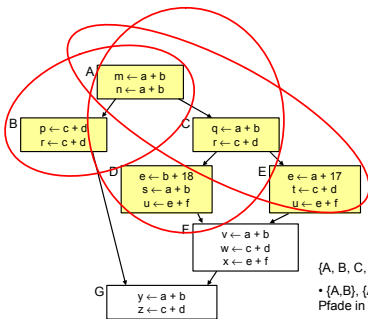 A
m ← a + b
n ← a + b
B
p ← c + d
r ← c + d
C
q ← a + b
r ← c + d
D
e ← b + 18
s ← a + b
u ← e + f
E
e ← a + 17
t ← c + d
u ← e + f
F
v ← a + b
w ← c + d
x ← e + f
{A, B, C,
• {A,B}, {A
Pfade in
G
y ← a + b
z ← c + d